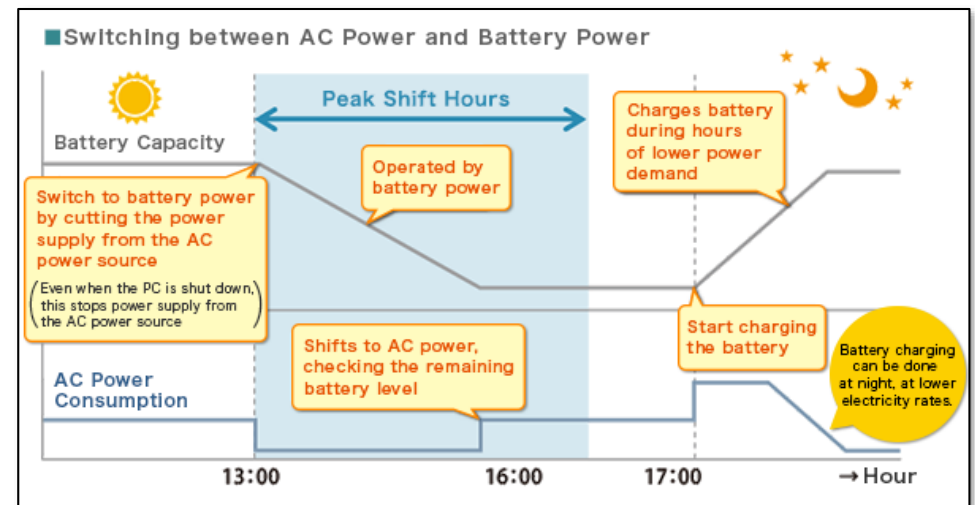 ■Switching between AC Power and Battery Power
Peak Shift Hours
Battery Capacity
Switch to battery power
by cutting the power
supply from the AC
power source
(Even when the PC is shut down,
this stops power supply from
the AC power source)
Operated by
battery power
Charges battery
during hours
of lower power
demand
Shifts to AC power,
checking the remaining
battery level
Start charging
the battery
Battery charging
can be done
at night, at lower
electricity rates.
AC Power
Consumption
13:00
16:00
17:00
→Hour